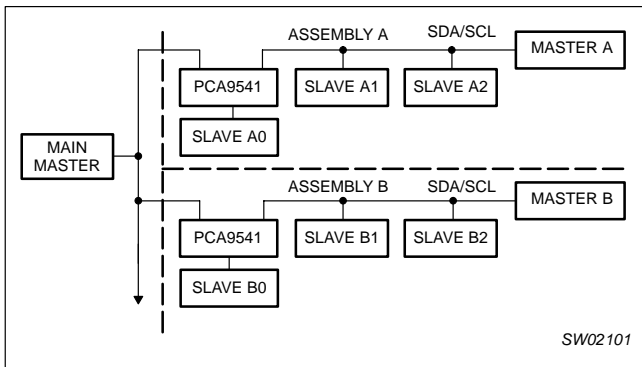 ASSEMBLY A
SDA/SCL
MASTER A
PCA9541
SLAVE A1
SLAVE A2
SLAVE A0
MAIN
MASTER
ASSEMBLY B
SDA/SCL
MASTER B
PCA9541
SLAVE B1
SLAVE B2
SLAVE B0
SW02101